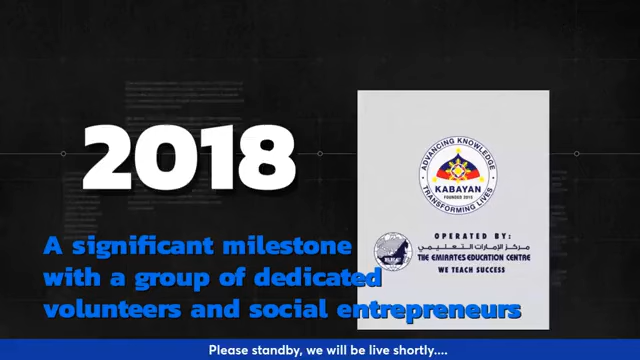 2018
A significant milestone
with a group of dedicated
volunteers and social entrepreneurs
ADVANCING KNOWLEDGE
KABAYAN
FOUNDED 2015
TRANSFORMING LIVES
OPERATED BY:
مركز الإمارات التعليمي
THE EMIRATES EDUCATION CENTRE
WE TEACH SUCCESS
Please standby, we will be live shortly....